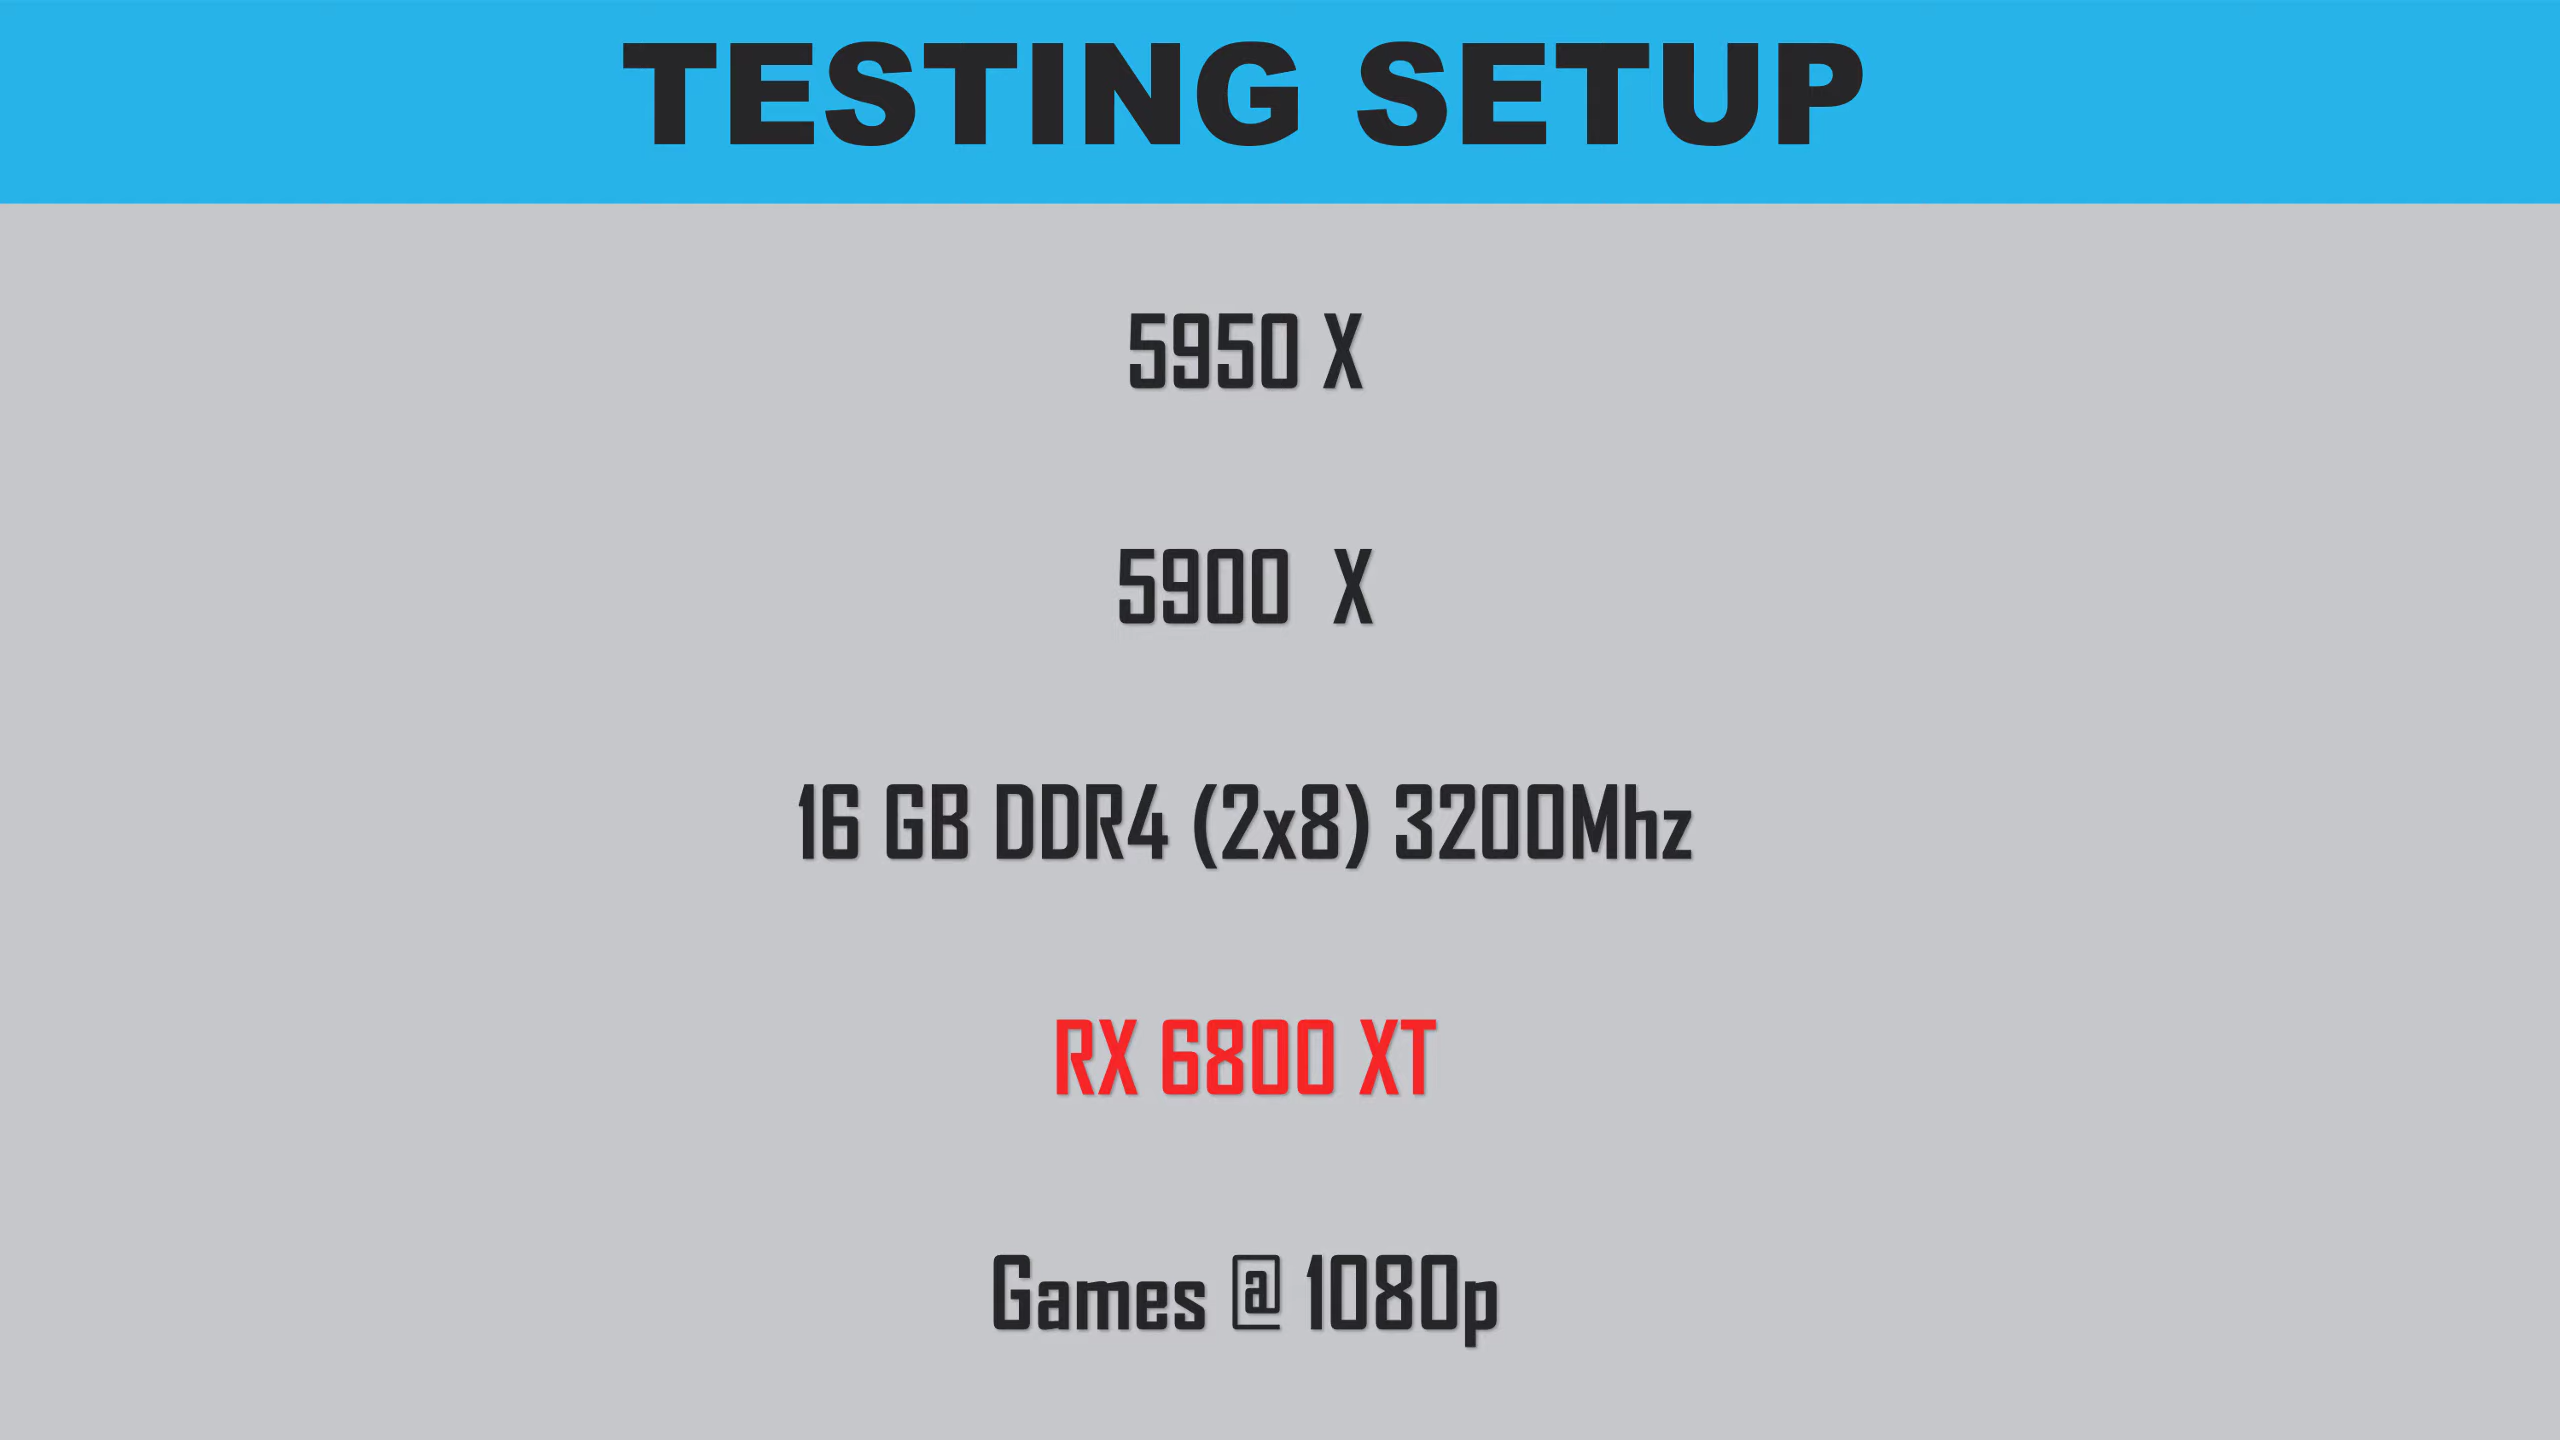 TESTING SETUP
5950 X
5900 X
16 GB DDR4 (2x8) 3200Mhz
RX 6800 XT
Games @ 1080p